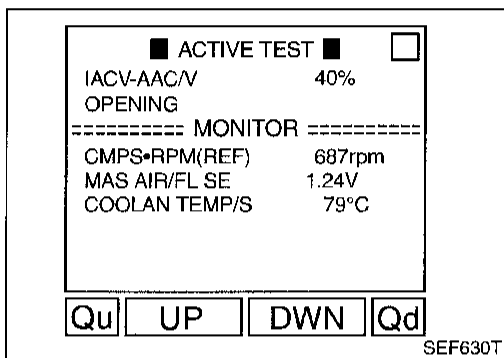 ■ ACTIVE TEST ■
IACV-AAC/V 40%
OPENING
========== MONITOR ==========
CMPS•RPM(REF) 687rpm
MAS AIR/FL SE 1.24V
COOLAN TEMP/S 79°C
Qu UP DWN Qd
SEF630T